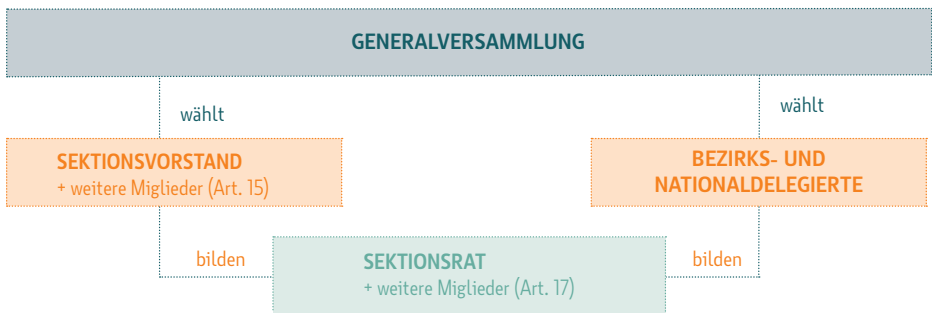 GENERALVERSAMMLUNG
wählt
wählt
SEKTIONSVORSTAND
+ weitere Miglieder (Art. 15)
BEZIRKS- UND
NATIONALDELEGIERTE
bilden
SEKTIONSRAT
+ weitere Miglieder (Art. 17)
bilden